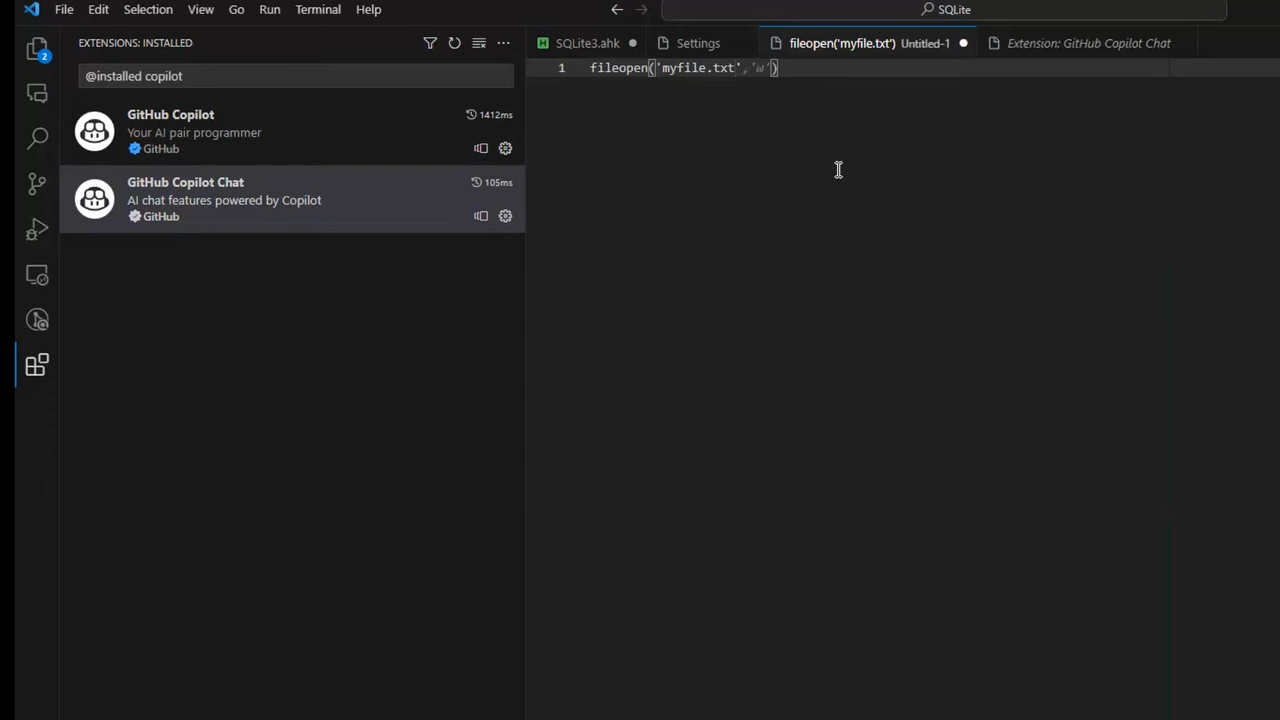 File Edit Selection View Go Run Terminal Help
SQLite
EXTENSIONS: INSTALLED
SQLite3.ahk
Settings
fileopen('myfile.txt') Untitled-1
Extension: GitHub Copilot Chat
2
@installed copilot
1 fileopen('myfile.txt','w')
GitHub Copilot
1412ms
Your AI pair programmer
GitHub
GitHub Copilot Chat
105ms
AI chat features powered by Copilot
GitHub